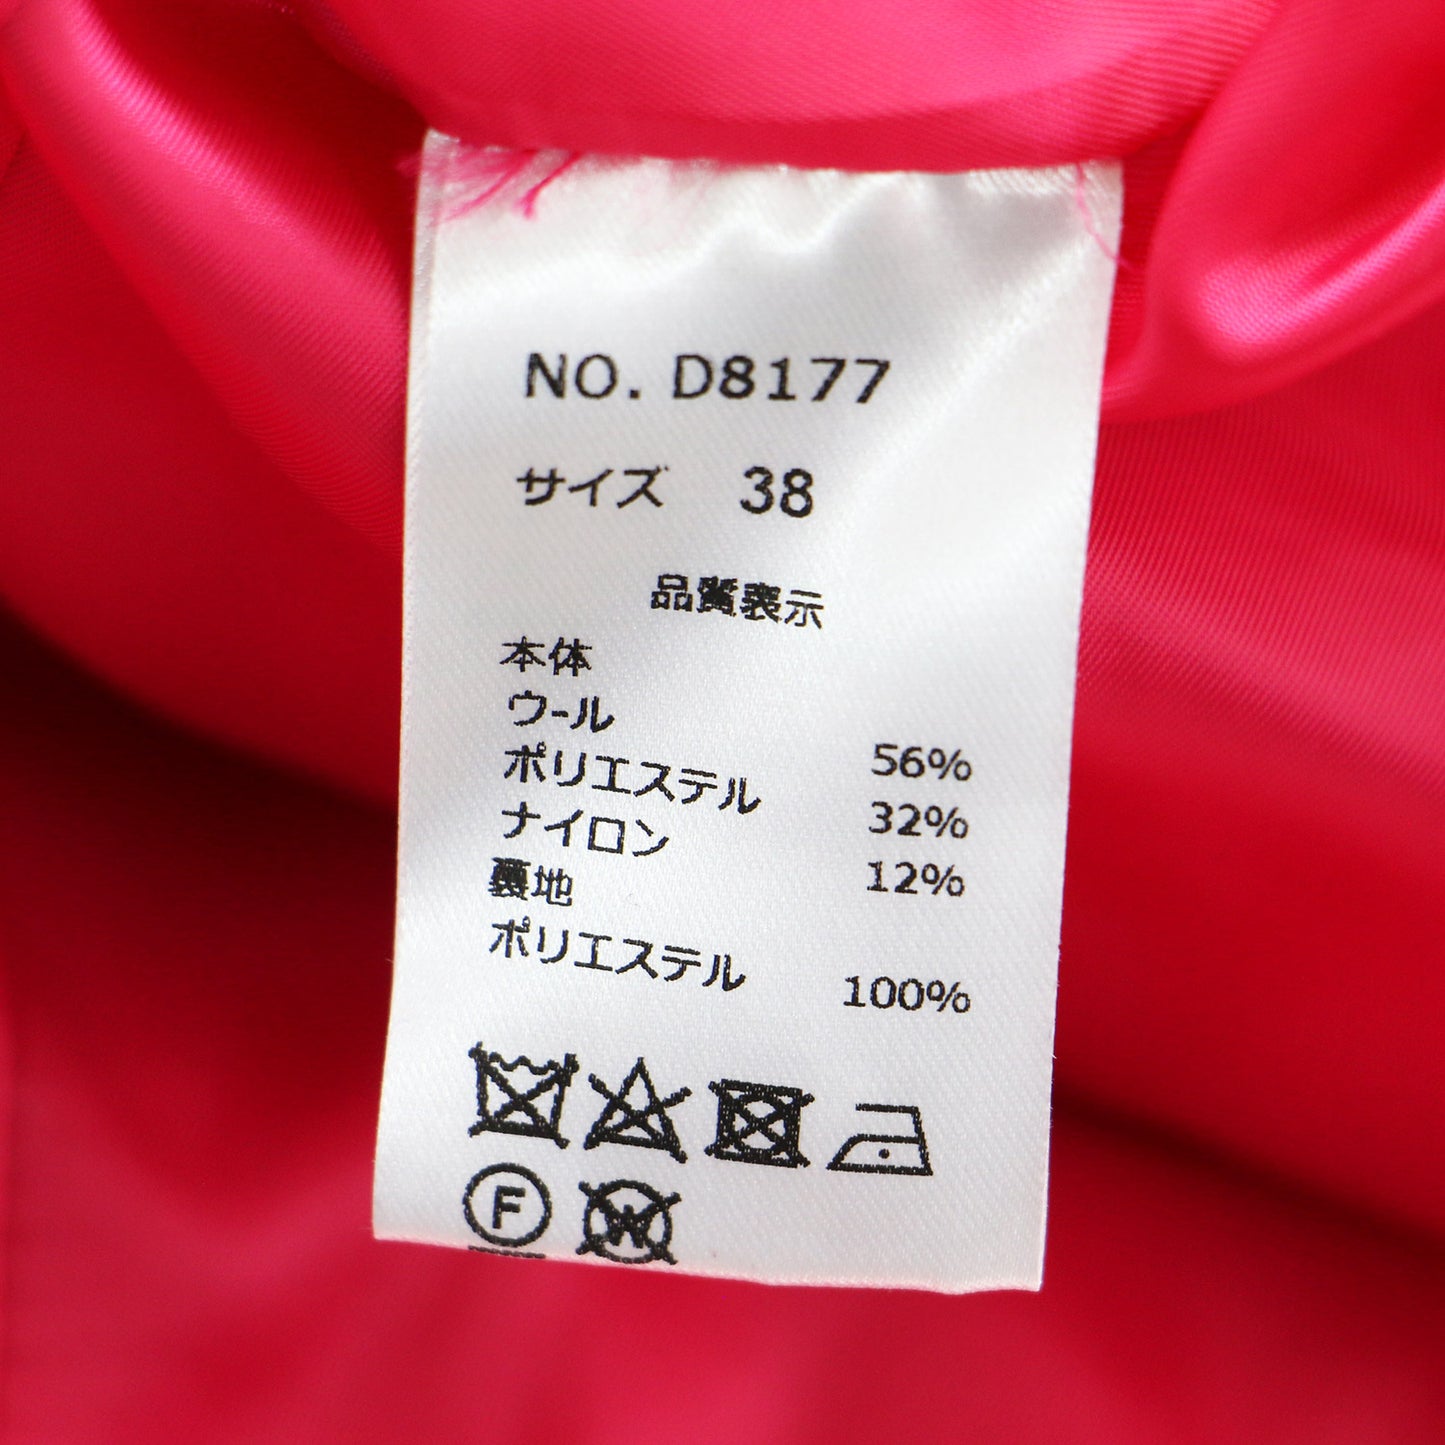 NO. D8177
サイズ 38
品質表示
本体
ウール 56%
ポリエステル 32%
ナイロン 12%
裏地
ポリエステル 100%
F W